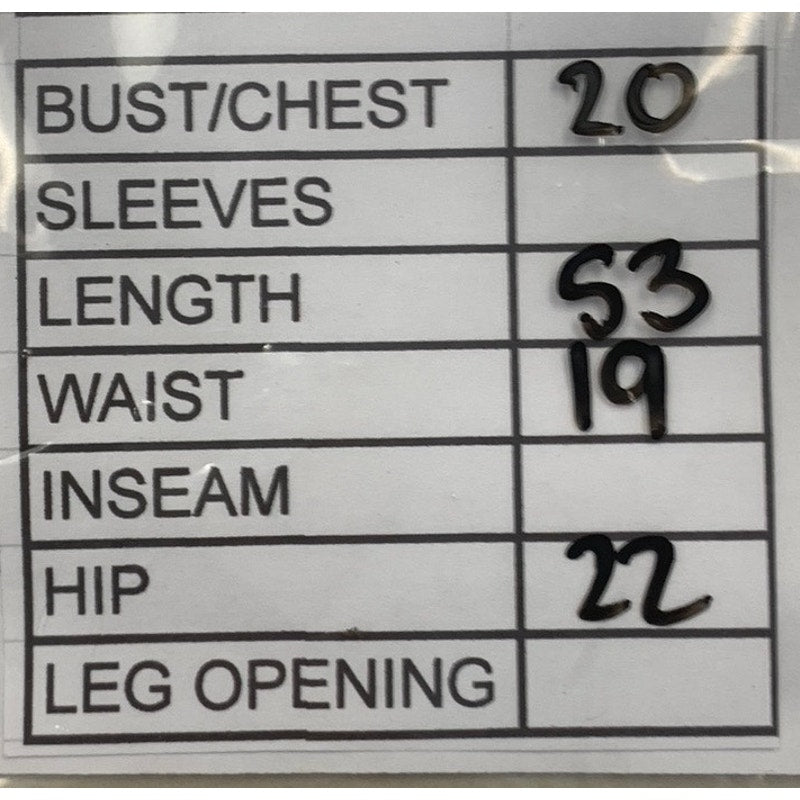 BUST/CHEST 20
SLEEVES
LENGTH 53
WAIST 19
INSEAM
HIP 22
LEG OPENING